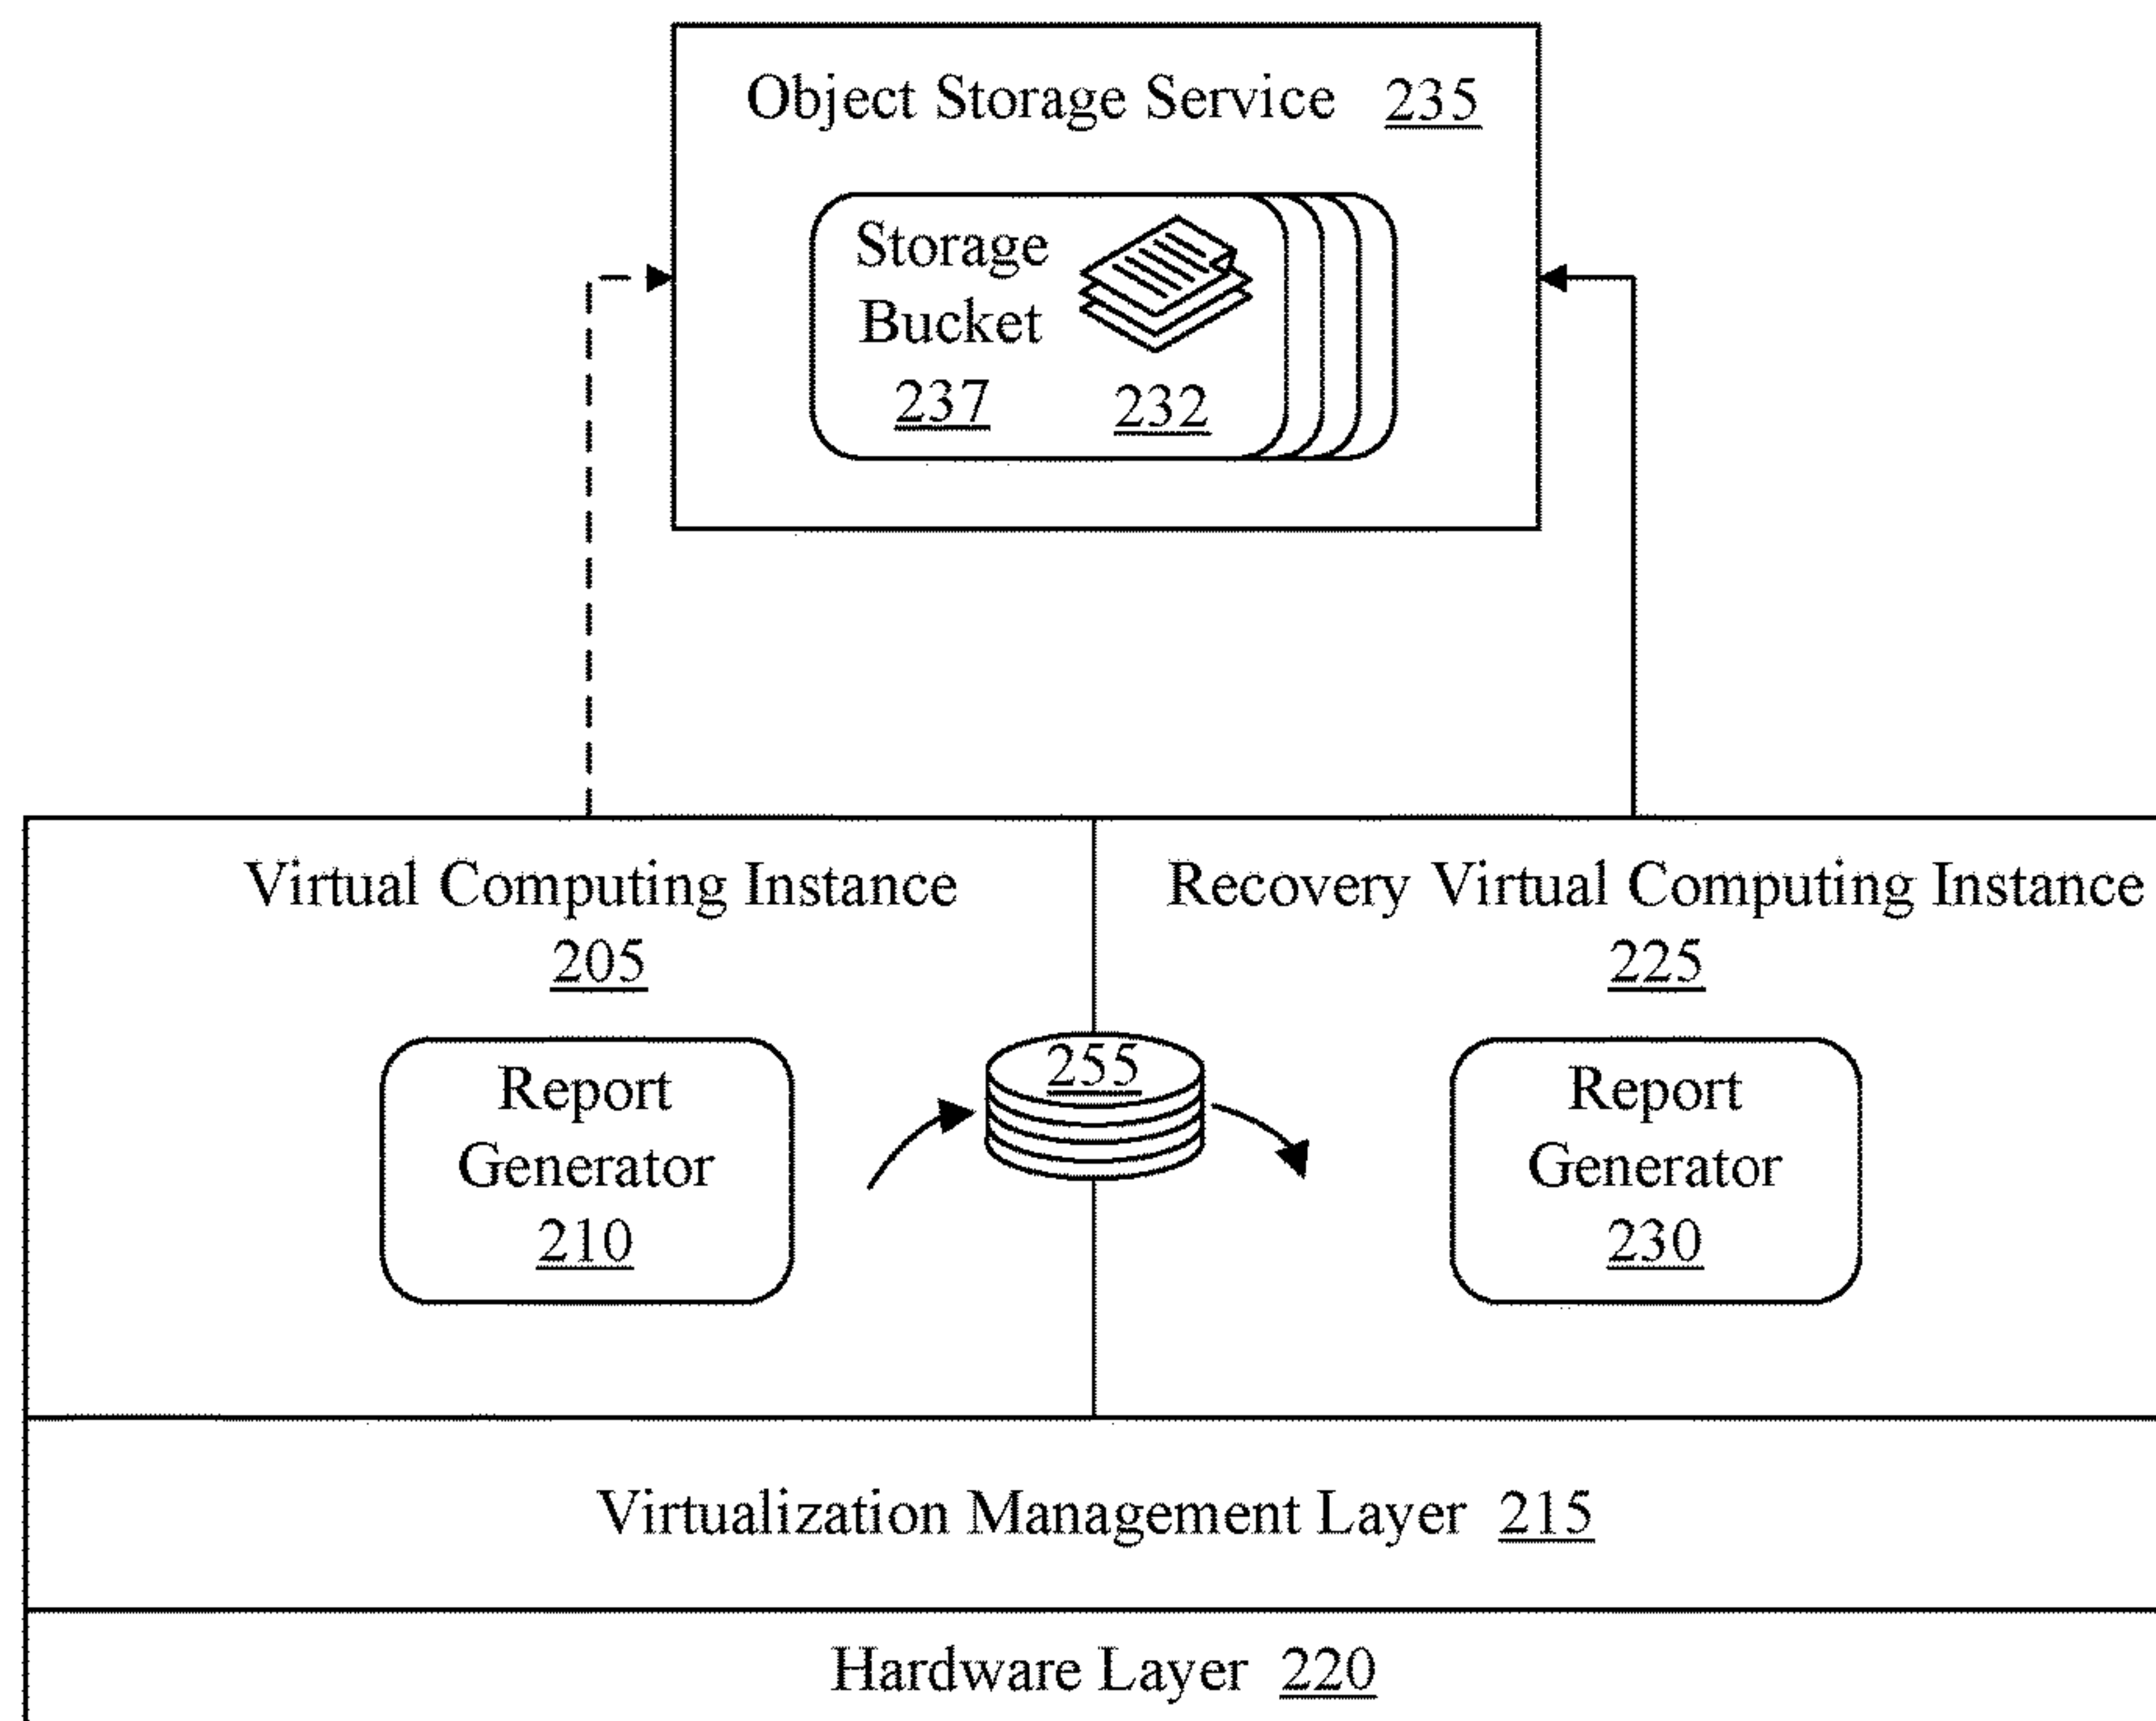 Object Storage Service 235
Storage
Bucket
237
232
Virtual Computing Instance
205
Recovery Virtual Computing Instance
225
255
Report
Generator
210
Report
Generator
230
Virtualization Management Layer 215
Hardware Layer 220